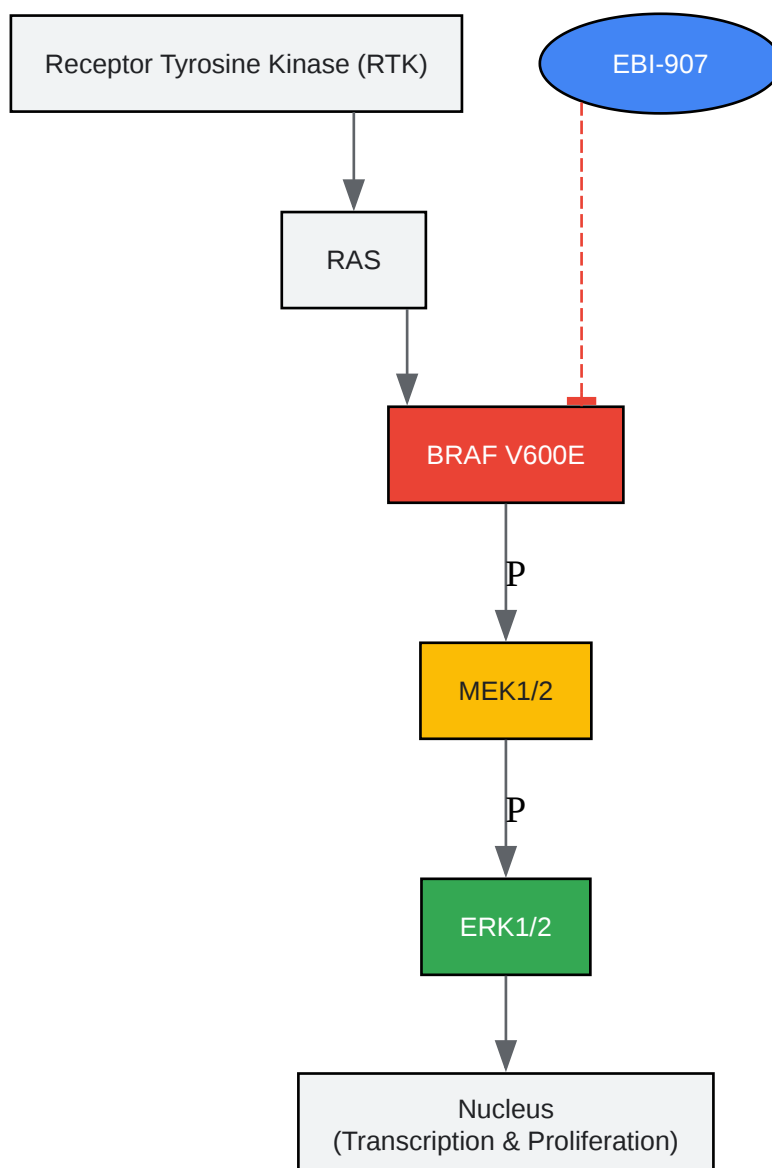 Receptor Tyrosine Kinase (RTK)
EBI-907
RAS
BRAF V600E
P
MEK1/2
P
ERK1/2
Nucleus
(Transcription & Proliferation)